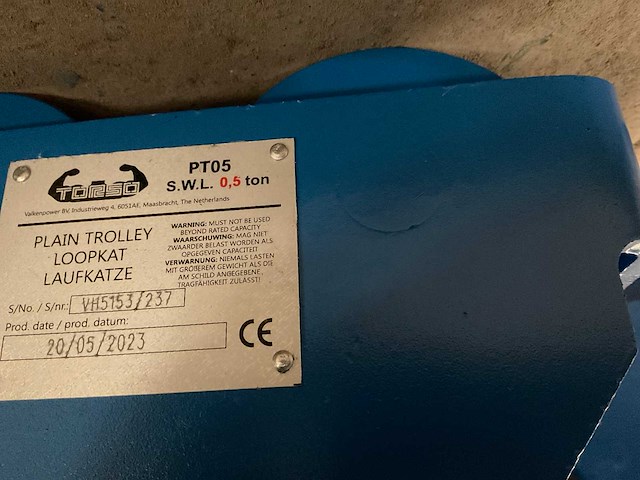 TORSO
PT05
S.W.L. 0,5 ton
Valkenpower BV, Industrieweg 4, 6051AE, Maasbracht, The Netherlands
PLAIN TROLLEY
LOOPKAT
LAUFKATZE
WARNING: MUST NOT BE USED
BEYOND RATED CAPACITY
WAARSCHUWING: MAG NIET
ZWAARDER BELAST WORDEN ALS
OPGEGEVEN CAPACITEIT
VERWARNUNG: NIEMALS LASTEN
MIT GRÖßEREM GEWICHT ALS DIE
AM SCHILD ANGEGEBENE
TRAGFÄHIGKEIT ZULASST!
S/No. / S/nr.: VH5153/237
Prod. date / prod. datum:
20/05/2023
CE